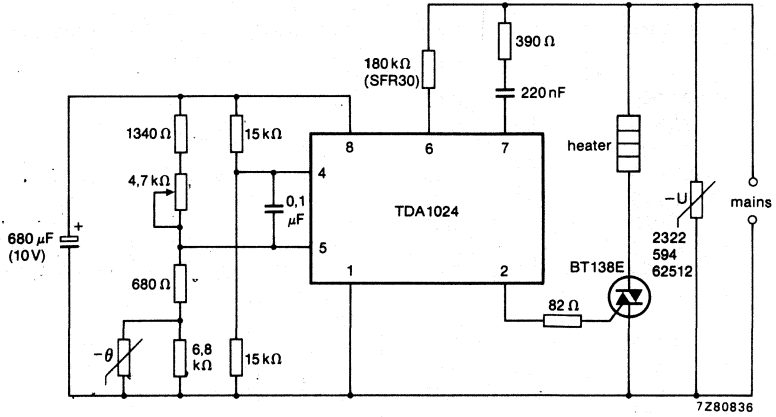 390 Ω
180 kΩ
(SFR30)
220 nF
1340 Ω
15 kΩ
8
6
7
heater
4,7 kΩ
4
TDA1024
-U
mains
0,1
μF
+
680 μF
(10 V)
5
2322
594
62512
680 Ω
1
2
BT138E
82 Ω
-θ
6,8
kΩ
15 kΩ
7Z80836